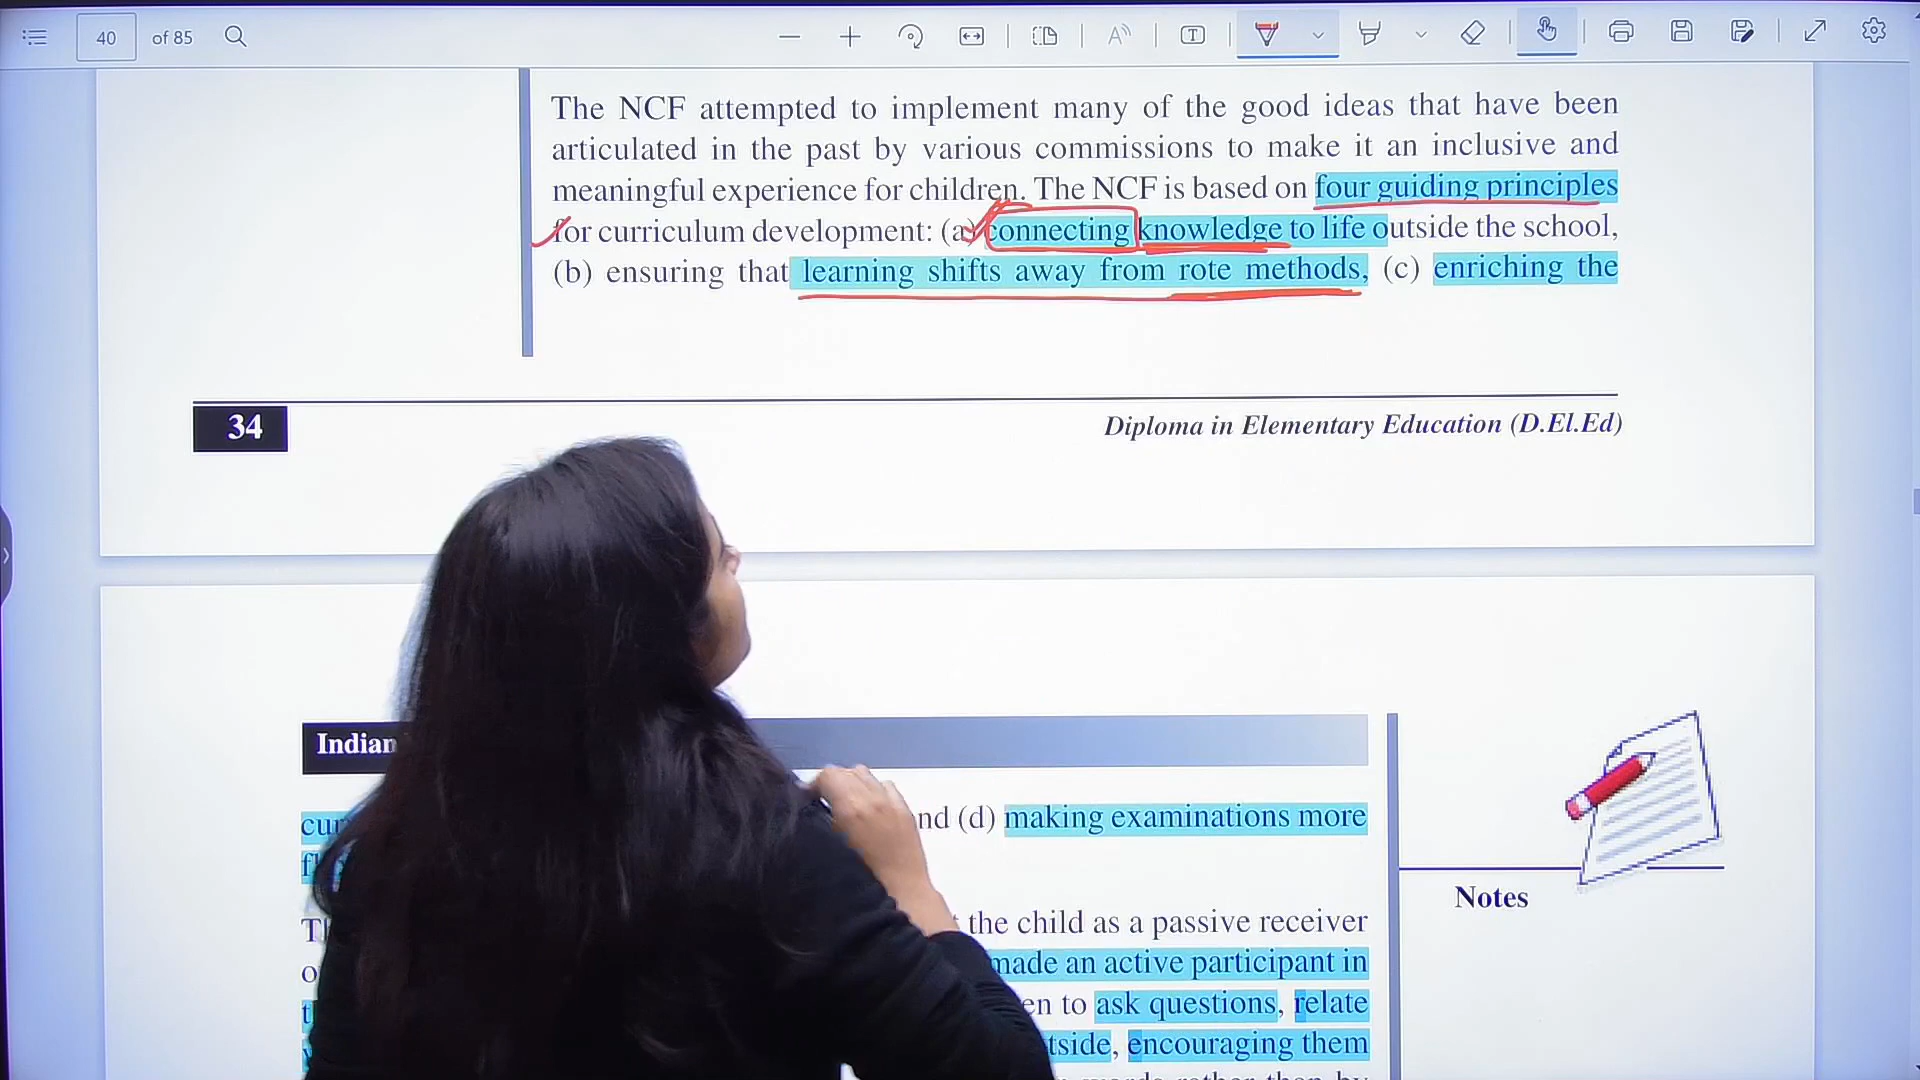 40 of 85
The NCF attempted to implement many of the good ideas that have been
articulated in the past by various commissions to make it an inclusive and
meaningful experience for children. The NCF is based on four guiding principles
for curriculum development: (a) connecting knowledge to life outside the school,
(b) ensuring that learning shifts away from rote methods, (c) enriching the
34
Diploma in Elementary Education (D.El.Ed)
Indian
(d) making examinations more
Notes
the child as a passive receiver
made an active participant in
to ask questions, relate
encouraging them